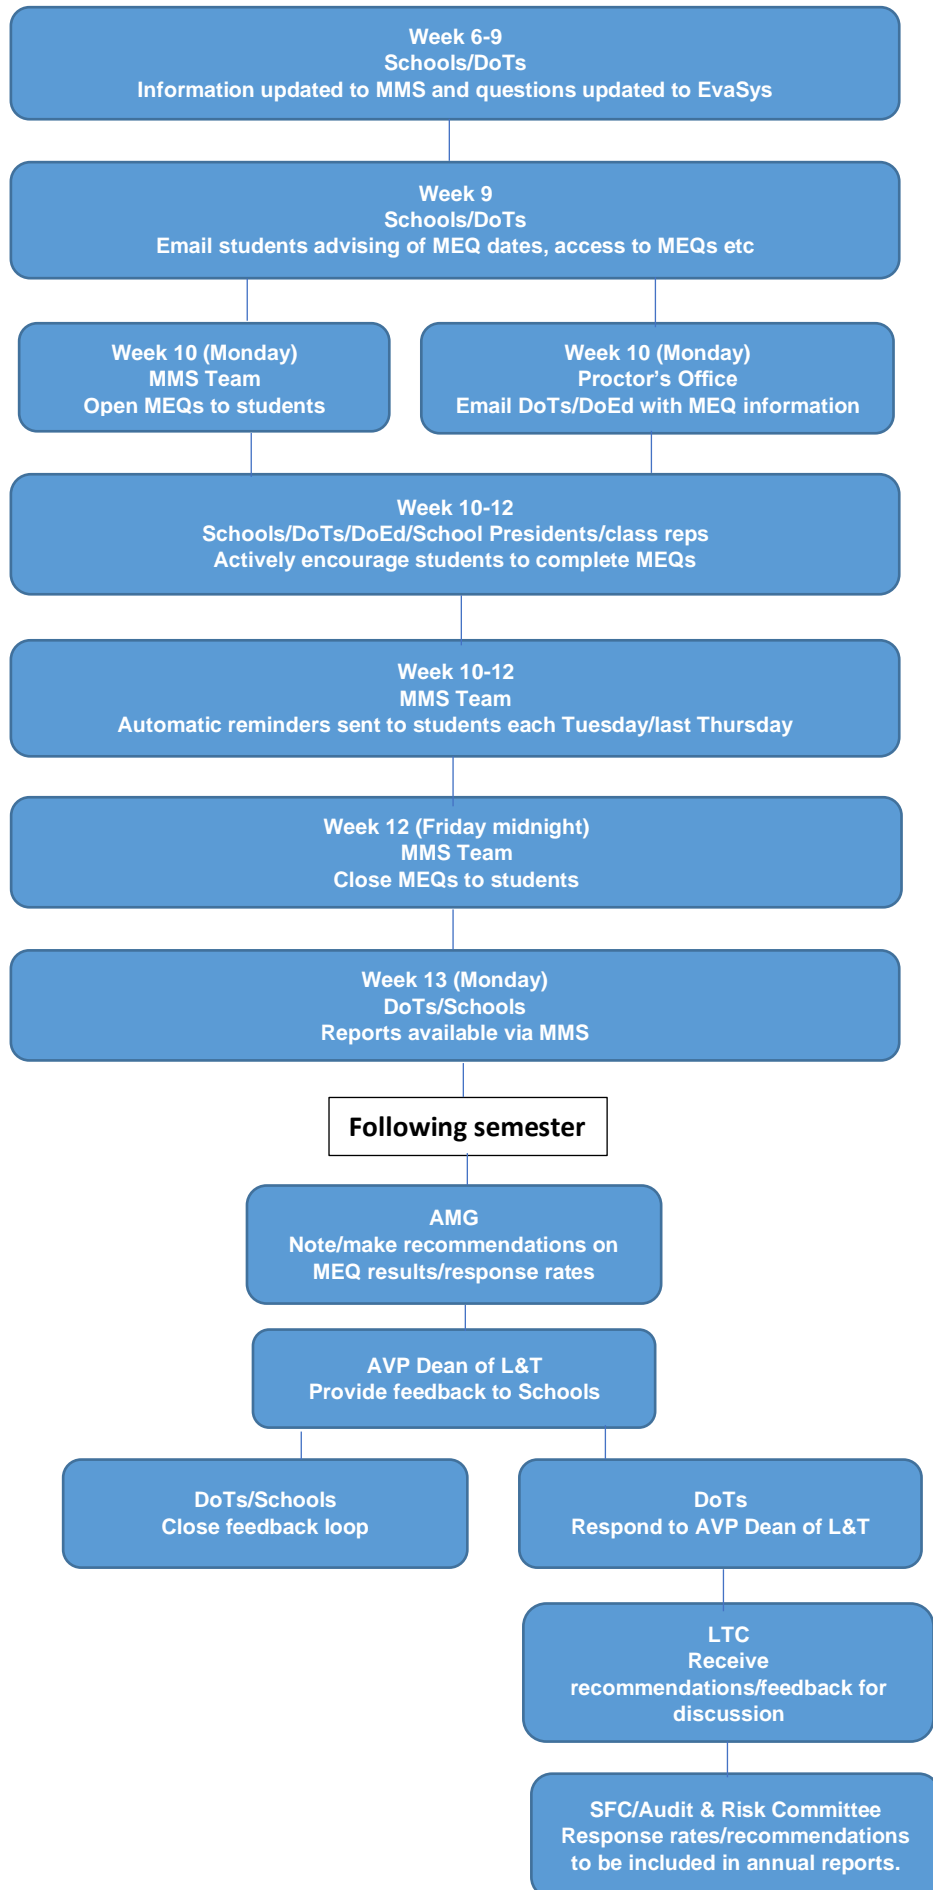 Week 6-9
Schools/DoTs
Information updated to MMS and questions updated to EvaSys
Week 9
Schools/DoTs
Email students advising of MEQ dates, access to MEQs etc
Week 10 (Monday)
MMS Team
Open MEQs to students
Week 10 (Monday)
Proctor’s Office
Email DoTs/DoEd with MEQ information
Week 10-12
Schools/DoTs/DoEd/School Presidents/class reps
Actively encourage students to complete MEQs
Week 10-12
MMS Team
Automatic reminders sent to students each Tuesday/last Thursday
Week 12 (Friday midnight)
MMS Team
Close MEQs to students
Week 13 (Monday)
DoTs/Schools
Reports available via MMS
Following semester
AMG
Note/make recommendations on
MEQ results/response rates
AVP Dean of L&T
Provide feedback to Schools
DoTs/Schools
Close feedback loop
DoTs
Respond to AVP Dean of L&T
LTC
Receive
recommendations/feedback for
discussion
SFC/Audit & Risk Committee
Response rates/recommendations
to be included in annual reports.